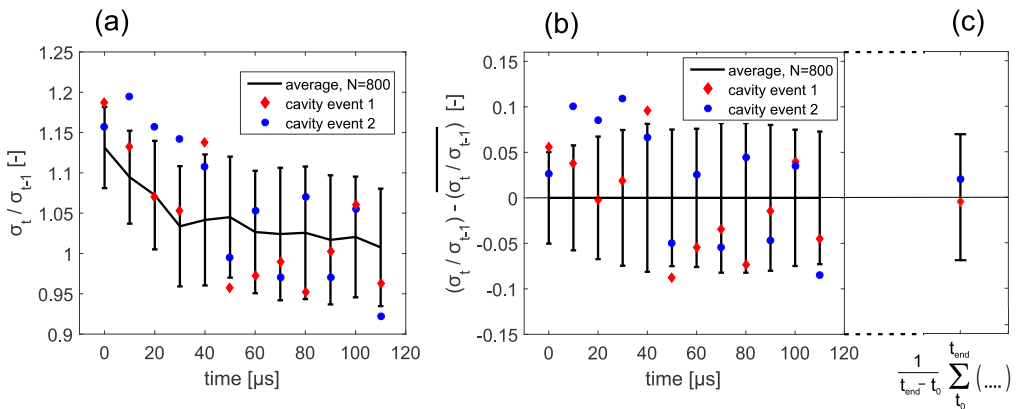 (a)
(b)
(c)
1.25
1.2
1.15
1.1
1.05
1
0.95
0.9
σt / σt-1 [-]
average, N=800
cavity event 1
cavity event 2
0 20 40 60 80 100 120
time [µs]
0.15
0.1
0.05
0
-0.05
-0.1
-0.15
(σt / σt-1) - (σt / σt-1) [-]
average, N=800
cavity event 1
cavity event 2
0 20 40 60 80 100 120
time [µs]
1 / tend - t0 tend ∑ t0 (....)